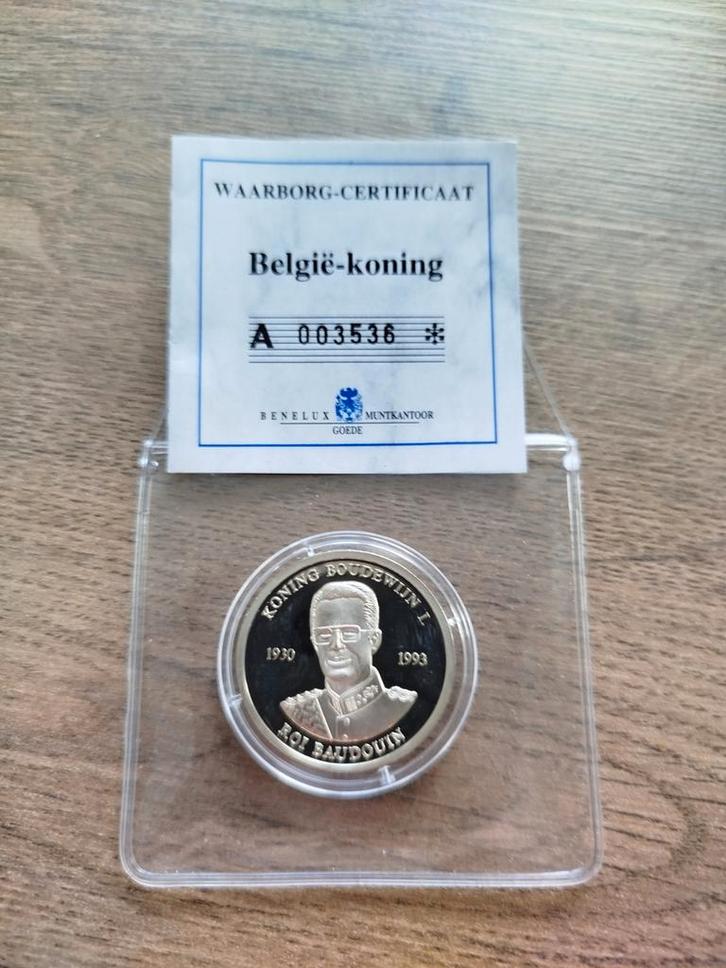 WAARBORG-CERTIFICAAT
België-koning
A 003536 *
BENELUX MUNTKANTOOR
GOEDE
KONING BOUDEWIJN I.
1930 1993
ROI BAUDOUIN